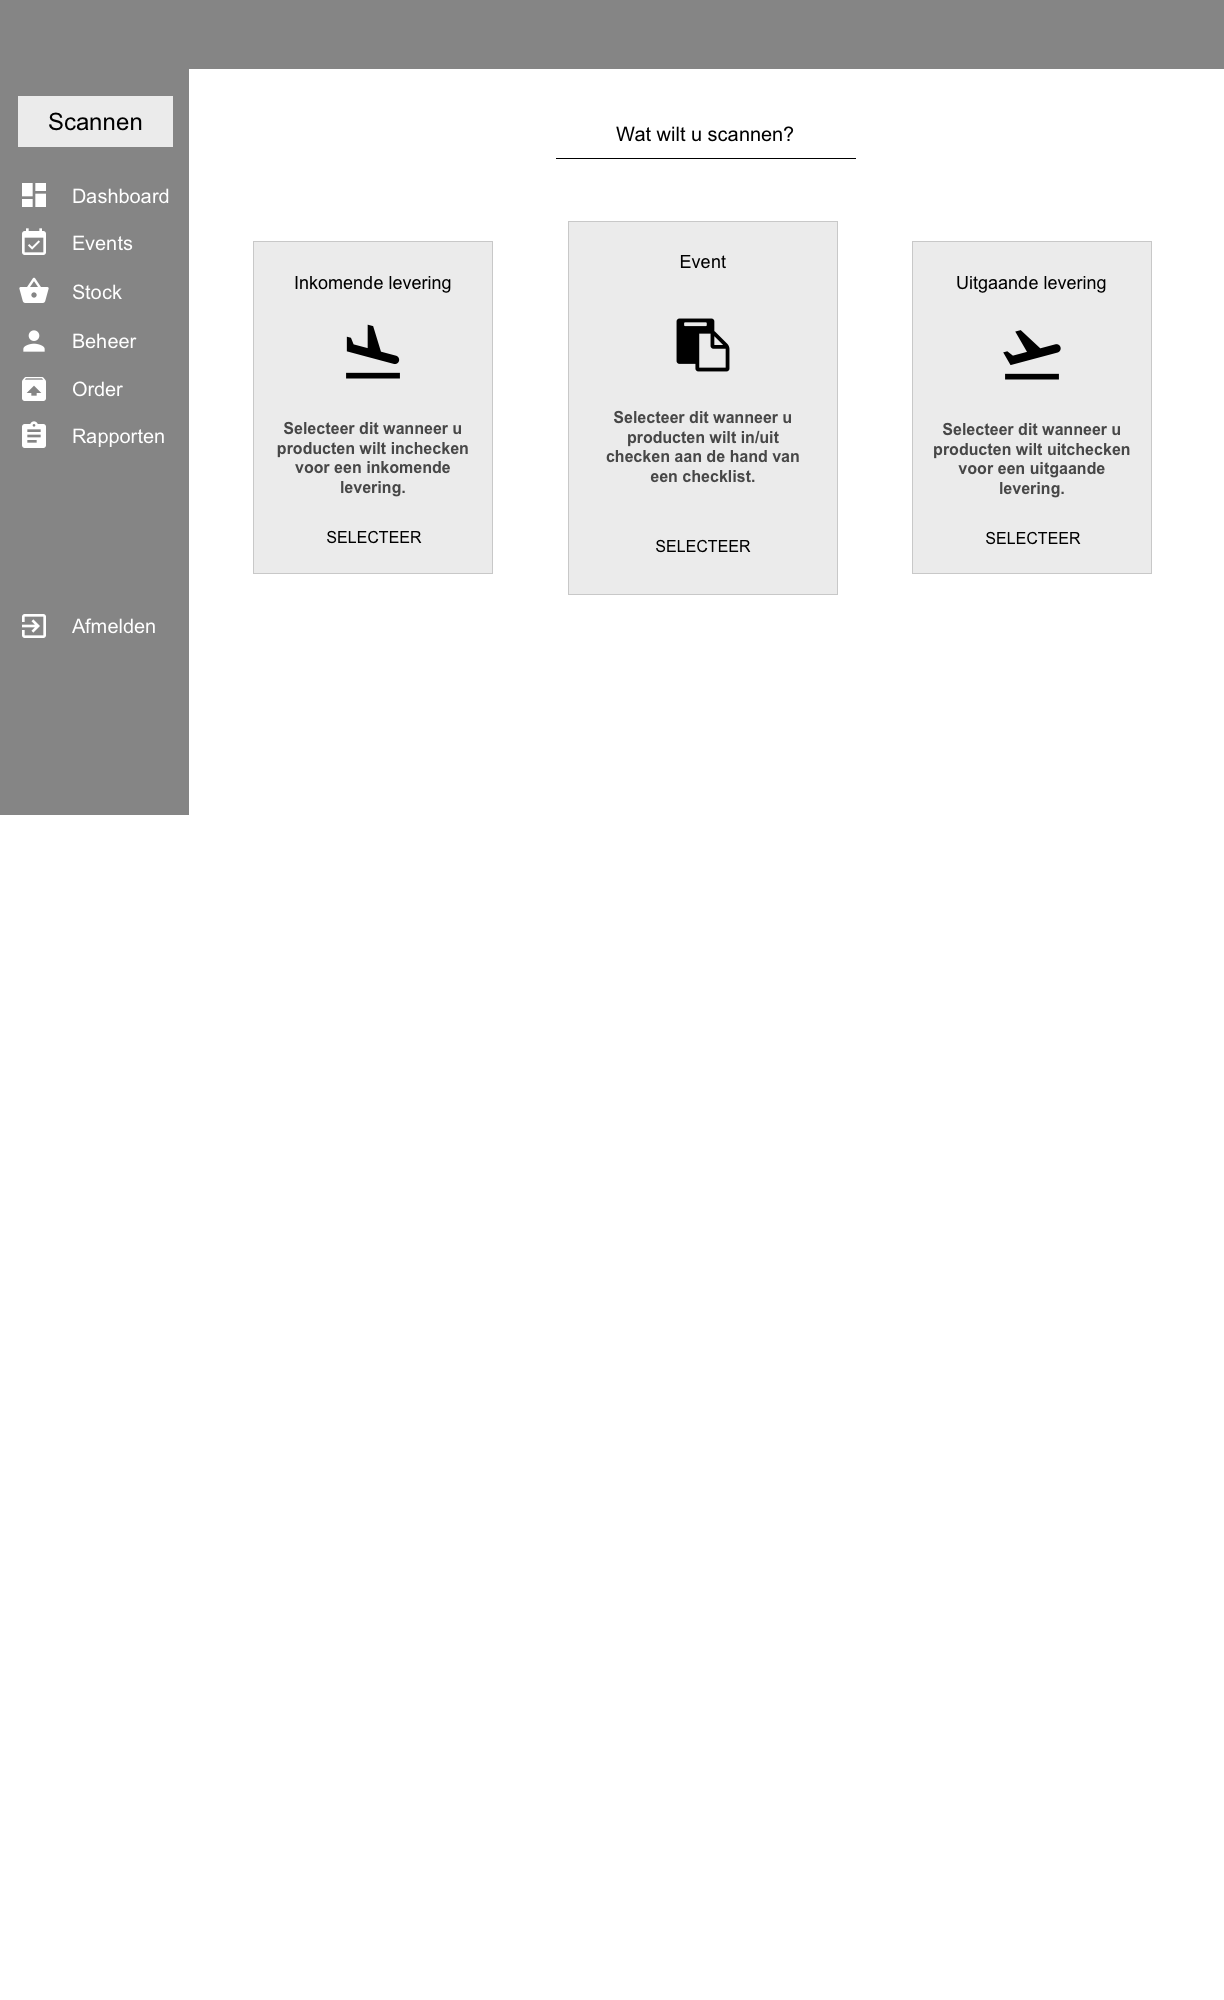 Scannen
Dashboard
Events
Stock
Beheer
Order
Rapporten
Afmelden
Wat wilt u scannen?
Inkomende levering
Selecteer dit wanneer u
producten wilt inchecken
voor een inkomende
levering.
SELECTEER
Event
Selecteer dit wanneer u
producten wilt in/uit
checken aan de hand van
een checklist.
SELECTEER
Uitgaande levering
Selecteer dit wanneer u
producten wilt uitchecken
voor een uitgaande
levering.
SELECTEER